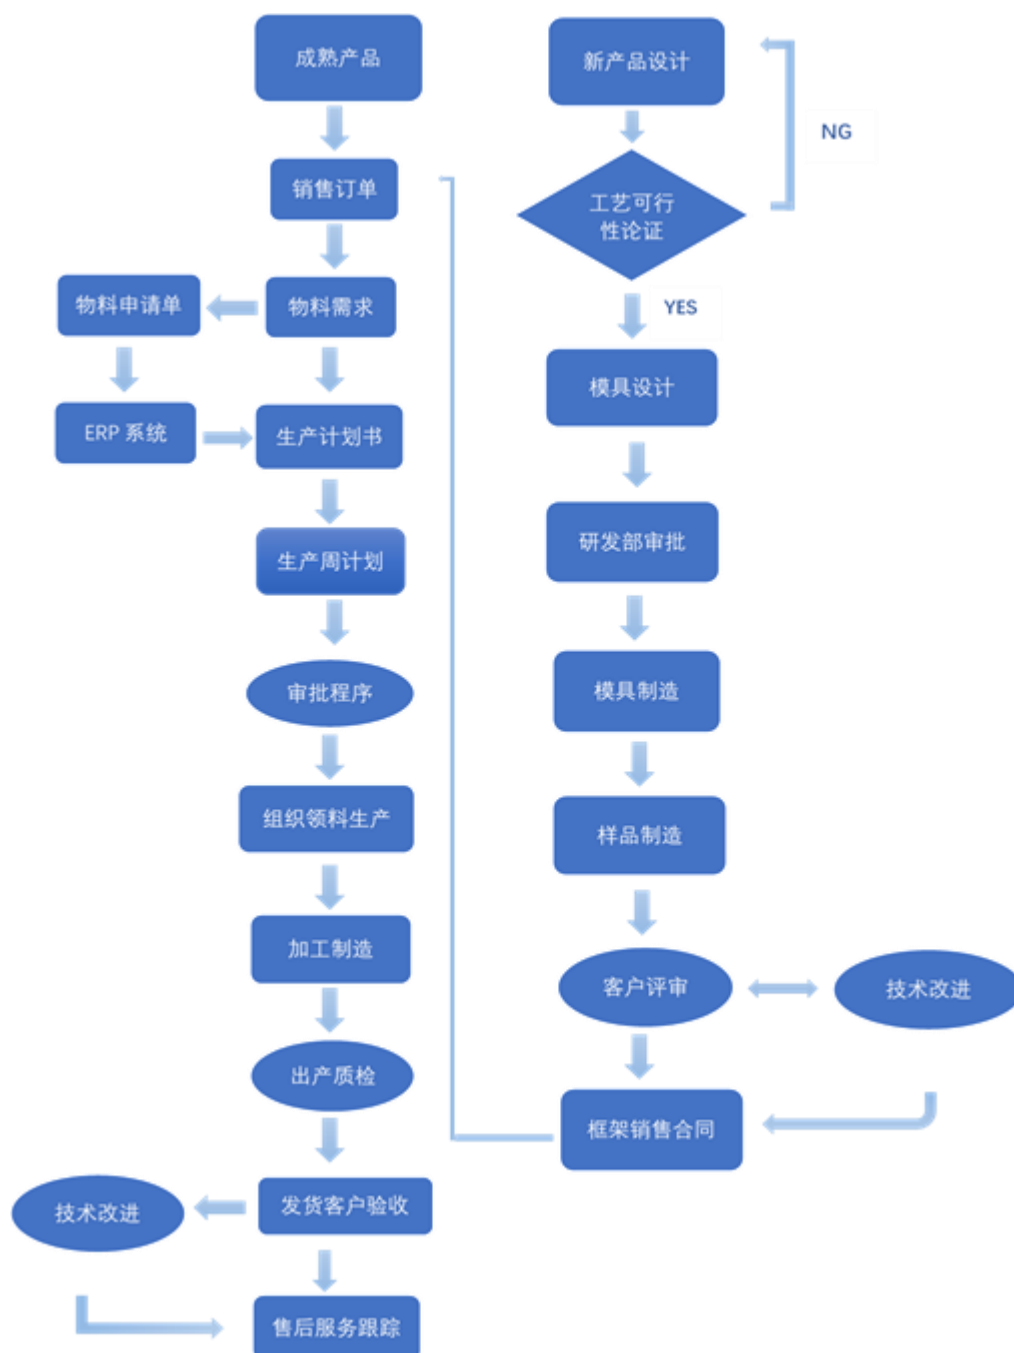 成熟产品
销售订单
物料申请单
物料需求
ERP 系统
生产计划书
生产周计划
审批程序
组织领料生产
加工制造
出产质检
技术改进
发货客户验收
售后服务跟踪
新产品设计
NG
工艺可行
性论证
YES
模具设计
研发部审批
模具制造
样品制造
客户评审
技术改进
框架销售合同